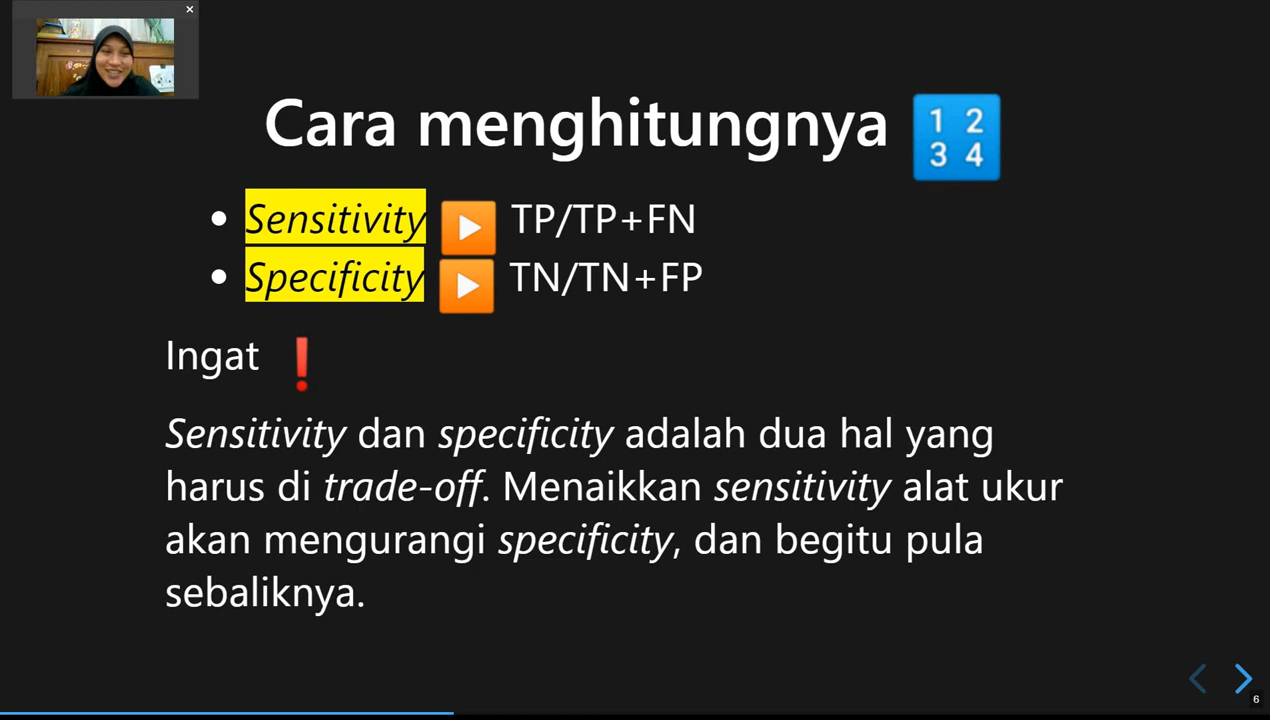 Cara menghitungnya 1 2 3 4
Sensitivity TP/TP+FN
Specificity TN/TN+FP
Ingat ❗
Sensitivity dan specificity adalah dua hal yang
harus di trade-off. Menaikkan sensitivity alat ukur
akan mengurangi specificity, dan begitu pula
sebaliknya.
6